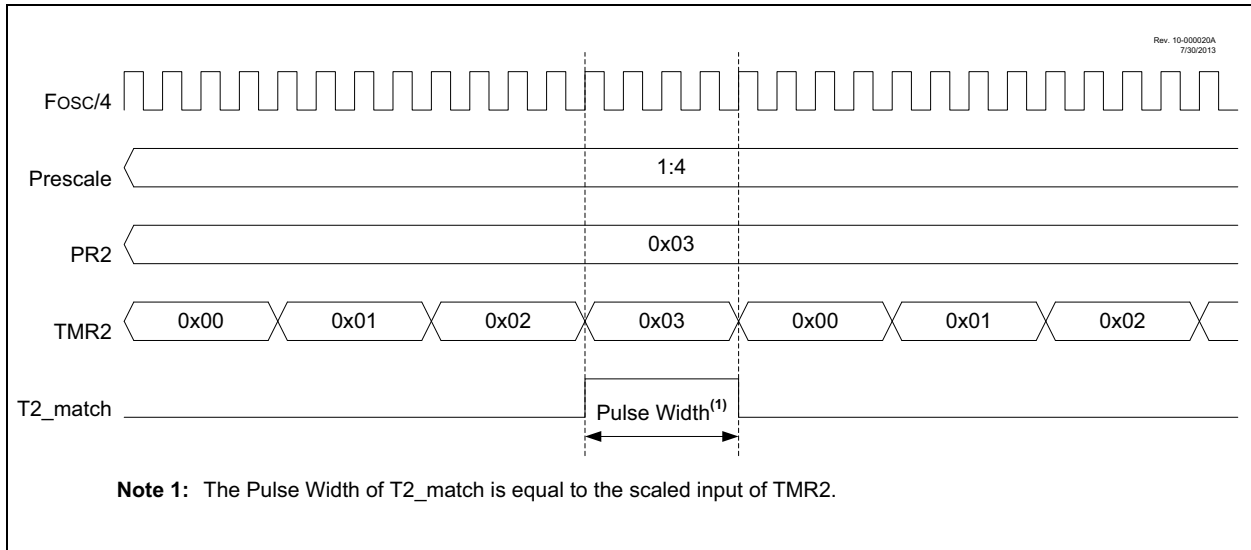 Rev. 10-000020A
7/30/2013
Fosc/4
Prescale
1:4
PR2
0x03
TMR2
0x00 0x01 0x02 0x03 0x00 0x01 0x02
T2_match
Pulse Width(1)
Note 1: The Pulse Width of T2_match is equal to the scaled input of TMR2.